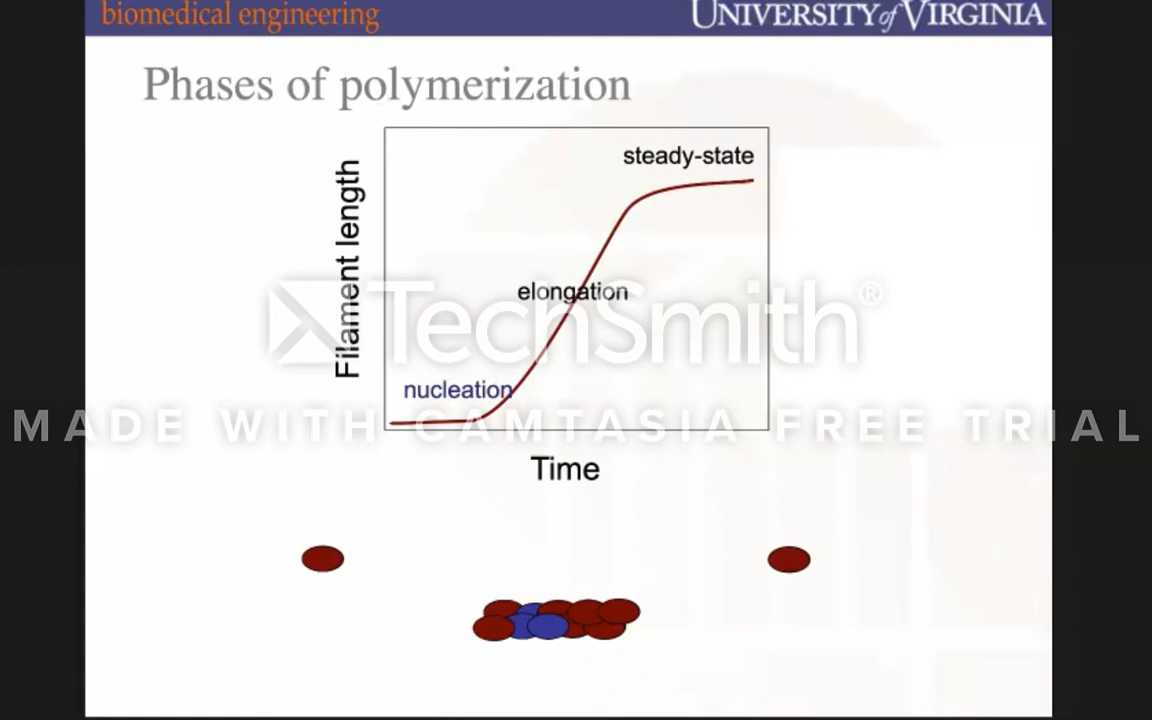 biomedical engineering
UNIVERSITY of VIRGINIA
Phases of polymerization
steady-state
Filament length
elongation
TechSmith®
nucleation
MADE WITH CAMTASIA FREE TRIAL
Time